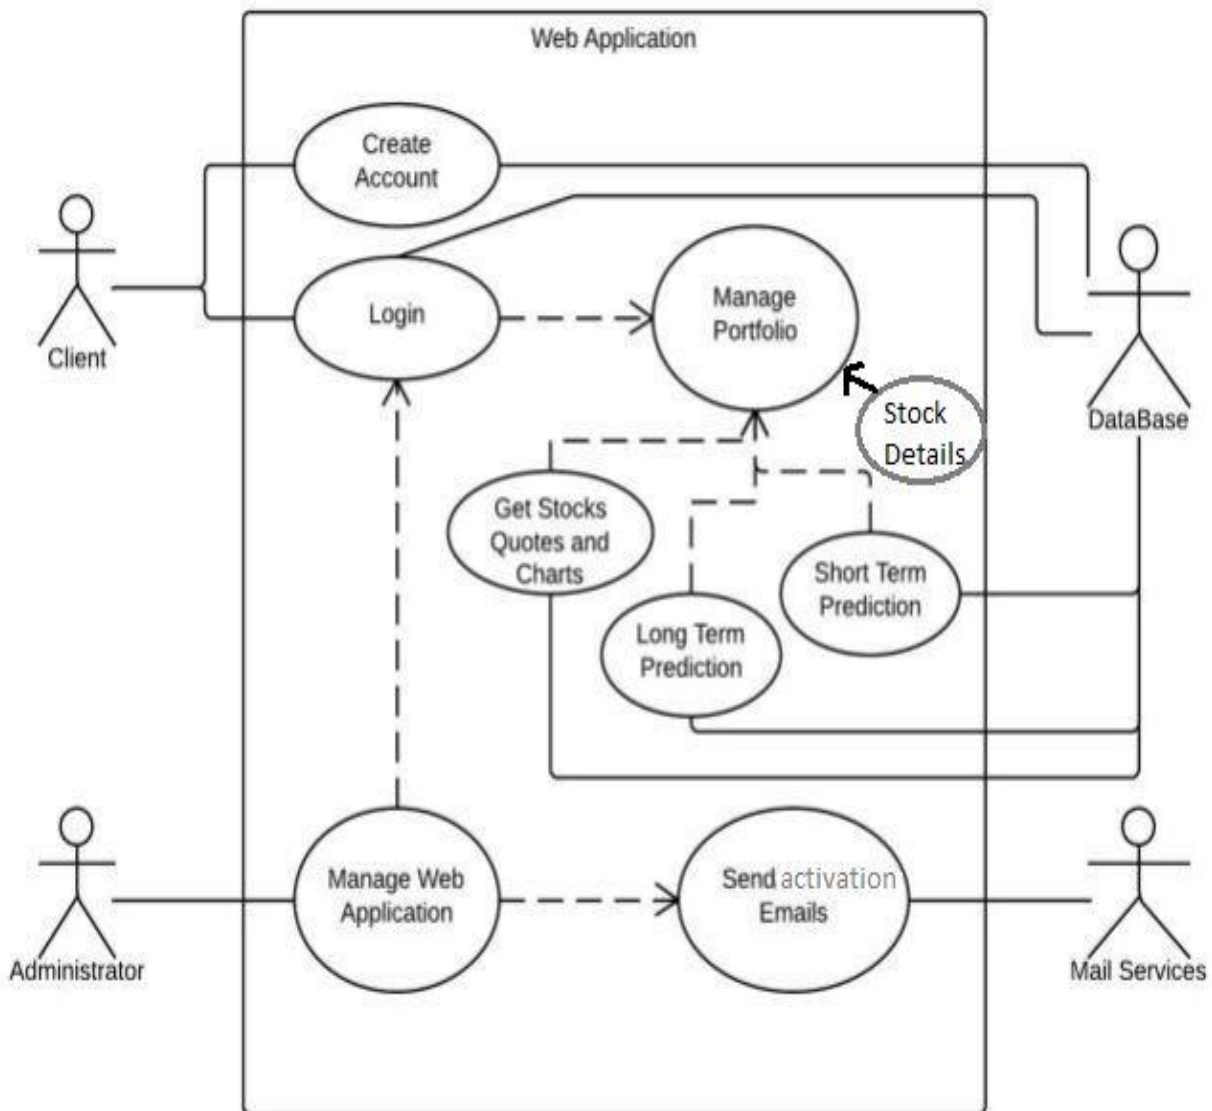 Web Application
Create
Account
Client
Login
Manage
Portfolio
DataBase
Stock
Details
Get Stocks
Quotes and
Charts
Short Term
Prediction
Long Term
Prediction
Administrator
Manage Web
Application
Send activation
Emails
Mail Services